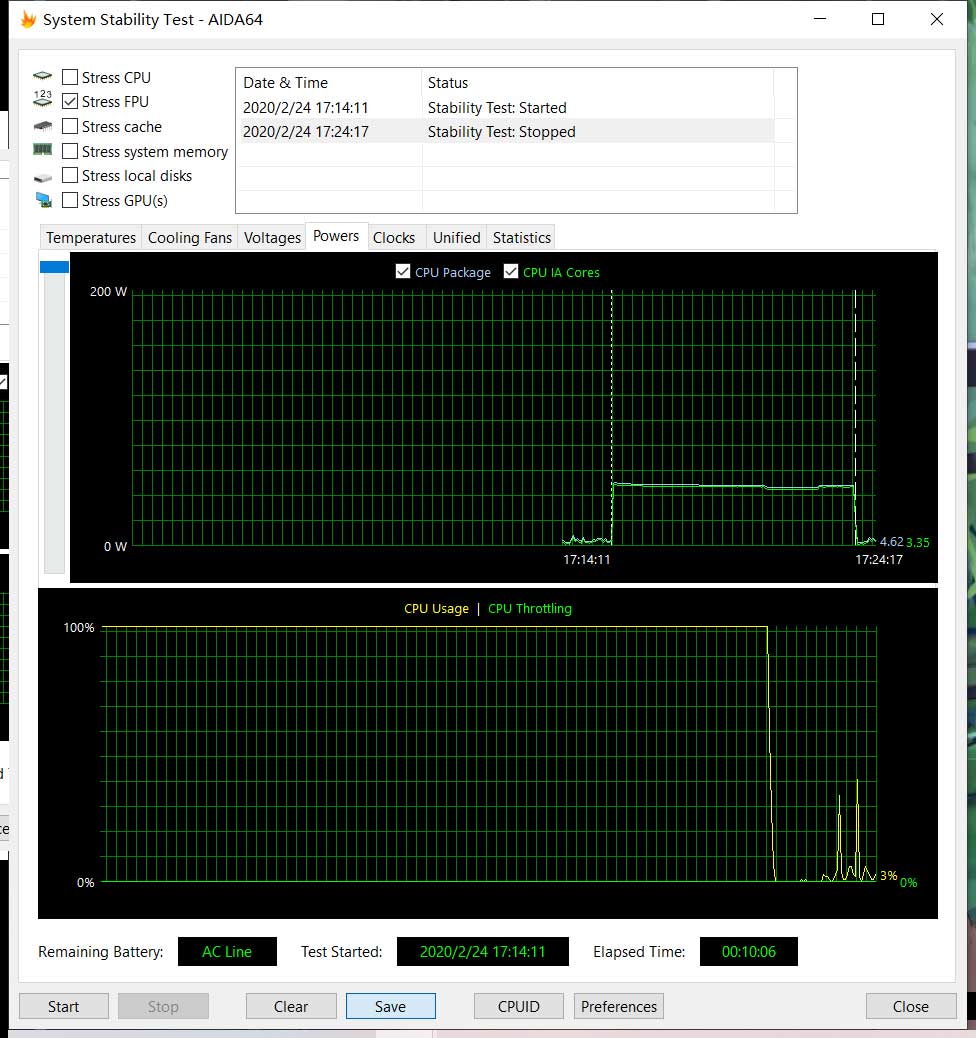 System Stability Test - AIDA64
Stress CPU
123
Stress FPU
Stress cache
Stress system memory
Stress local disks
Stress GPU(s)
Date & Time Status
2020/2/24 17:14:11 Stability Test: Started
2020/2/24 17:24:17 Stability Test: Stopped
Temperatures Cooling Fans Voltages Powers Clocks Unified Statistics
CPU Package CPU IA Cores
200 W
0 W
4.62 3.35
17:14:11 17:24:17
CPU Usage | CPU Throttling
100%
0%
3% 0%
Remaining Battery: AC Line Test Started: 2020/2/24 17:14:11 Elapsed Time: 00:10:06
Start Stop Clear Save CPUID Preferences Close